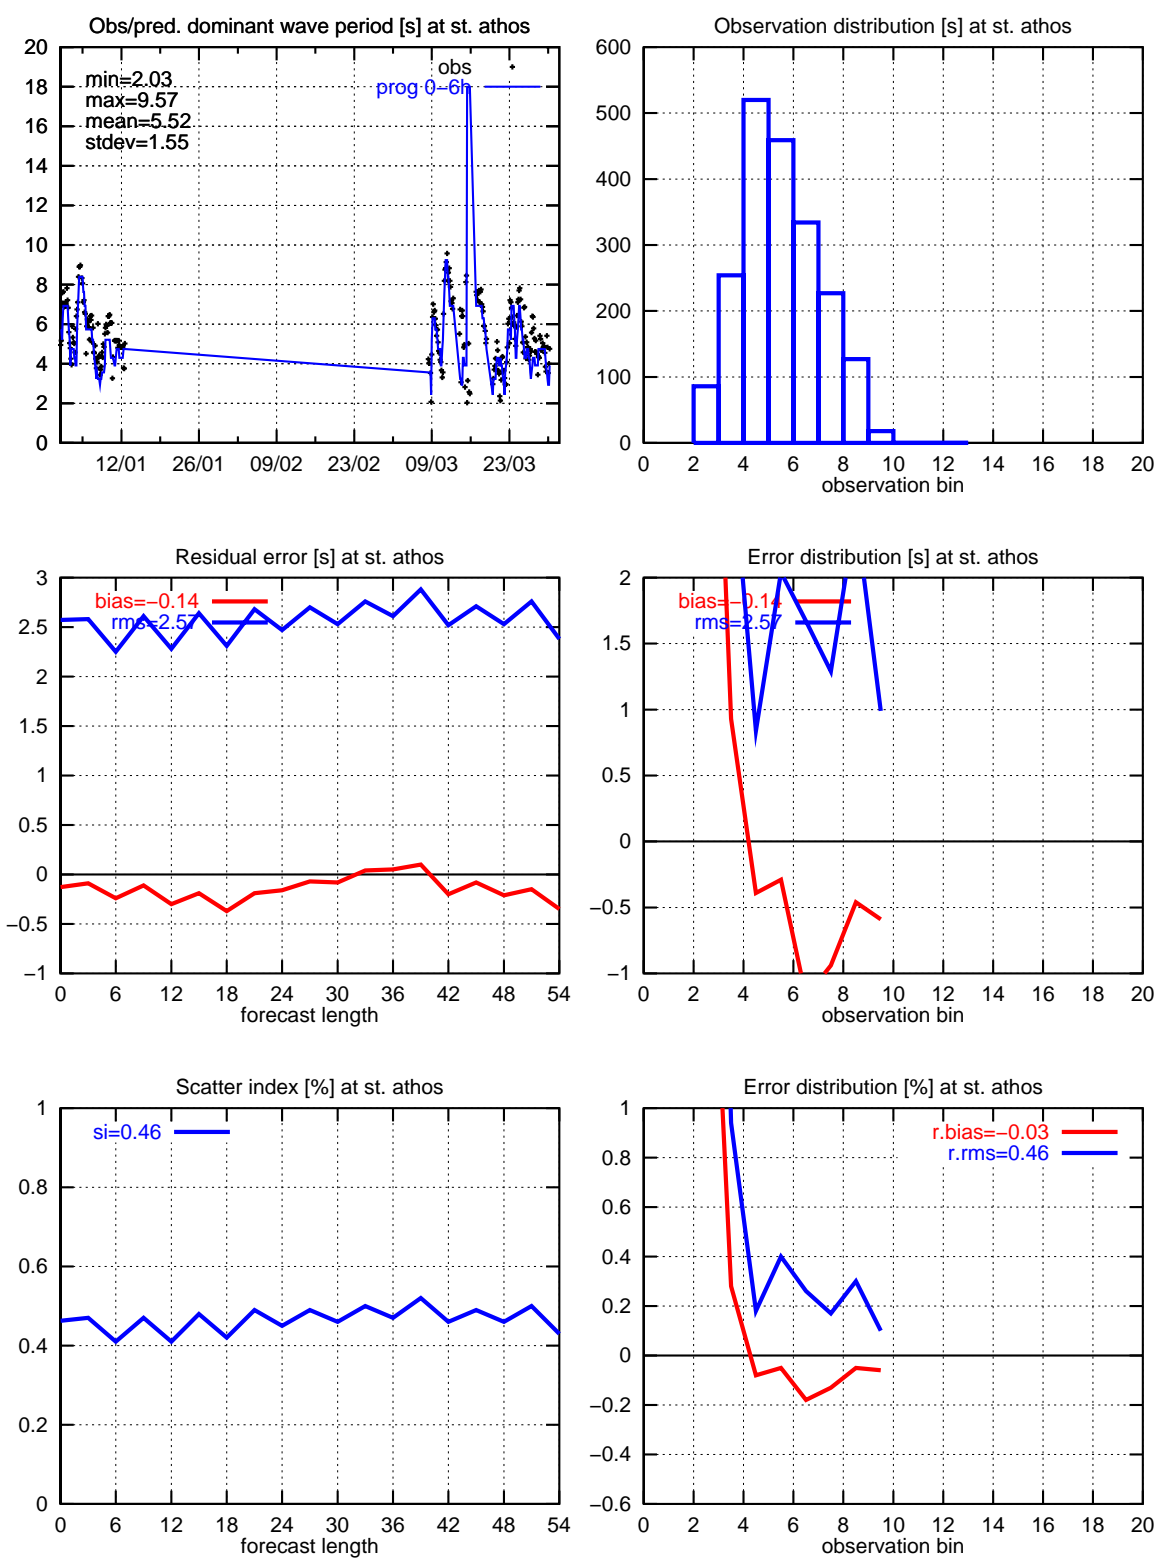 Obs/pred. dominant wave period [s] at st. athos
20
18
16
14
12
10
8
6
4
2
0
min=2.03
max=9.57
mean=5.52
stdev=1.55
obs
prog 0−6h
12/01 26/01 09/02 23/02 09/03 23/03
Observation distribution [s] at st. athos
600
500
400
300
200
100
0
0 2 4 6 8 10 12 14 16 18 20
observation bin
Residual error [s] at st. athos
3
2.5
2
1.5
1
0.5
0
−0.5
−1
bias=−0.14
rms=2.57
0 6 12 18 24 30 36 42 48 54
forecast length
Error distribution [s] at st. athos
2
1.5
1
0.5
0
−0.5
−1
bias=−0.14
rms=2.57
0 2 4 6 8 10 12 14 16 18 20
observation bin
Scatter index [%] at st. athos
1
0.8
0.6
0.4
0.2
0
si=0.46
0 6 12 18 24 30 36 42 48 54
forecast length
Error distribution [%] at st. athos
1
0.8
0.6
0.4
0.2
0
−0.2
−0.4
−0.6
r.bias=−0.03
r.rms=0.46
0 2 4 6 8 10 12 14 16 18 20
observation bin